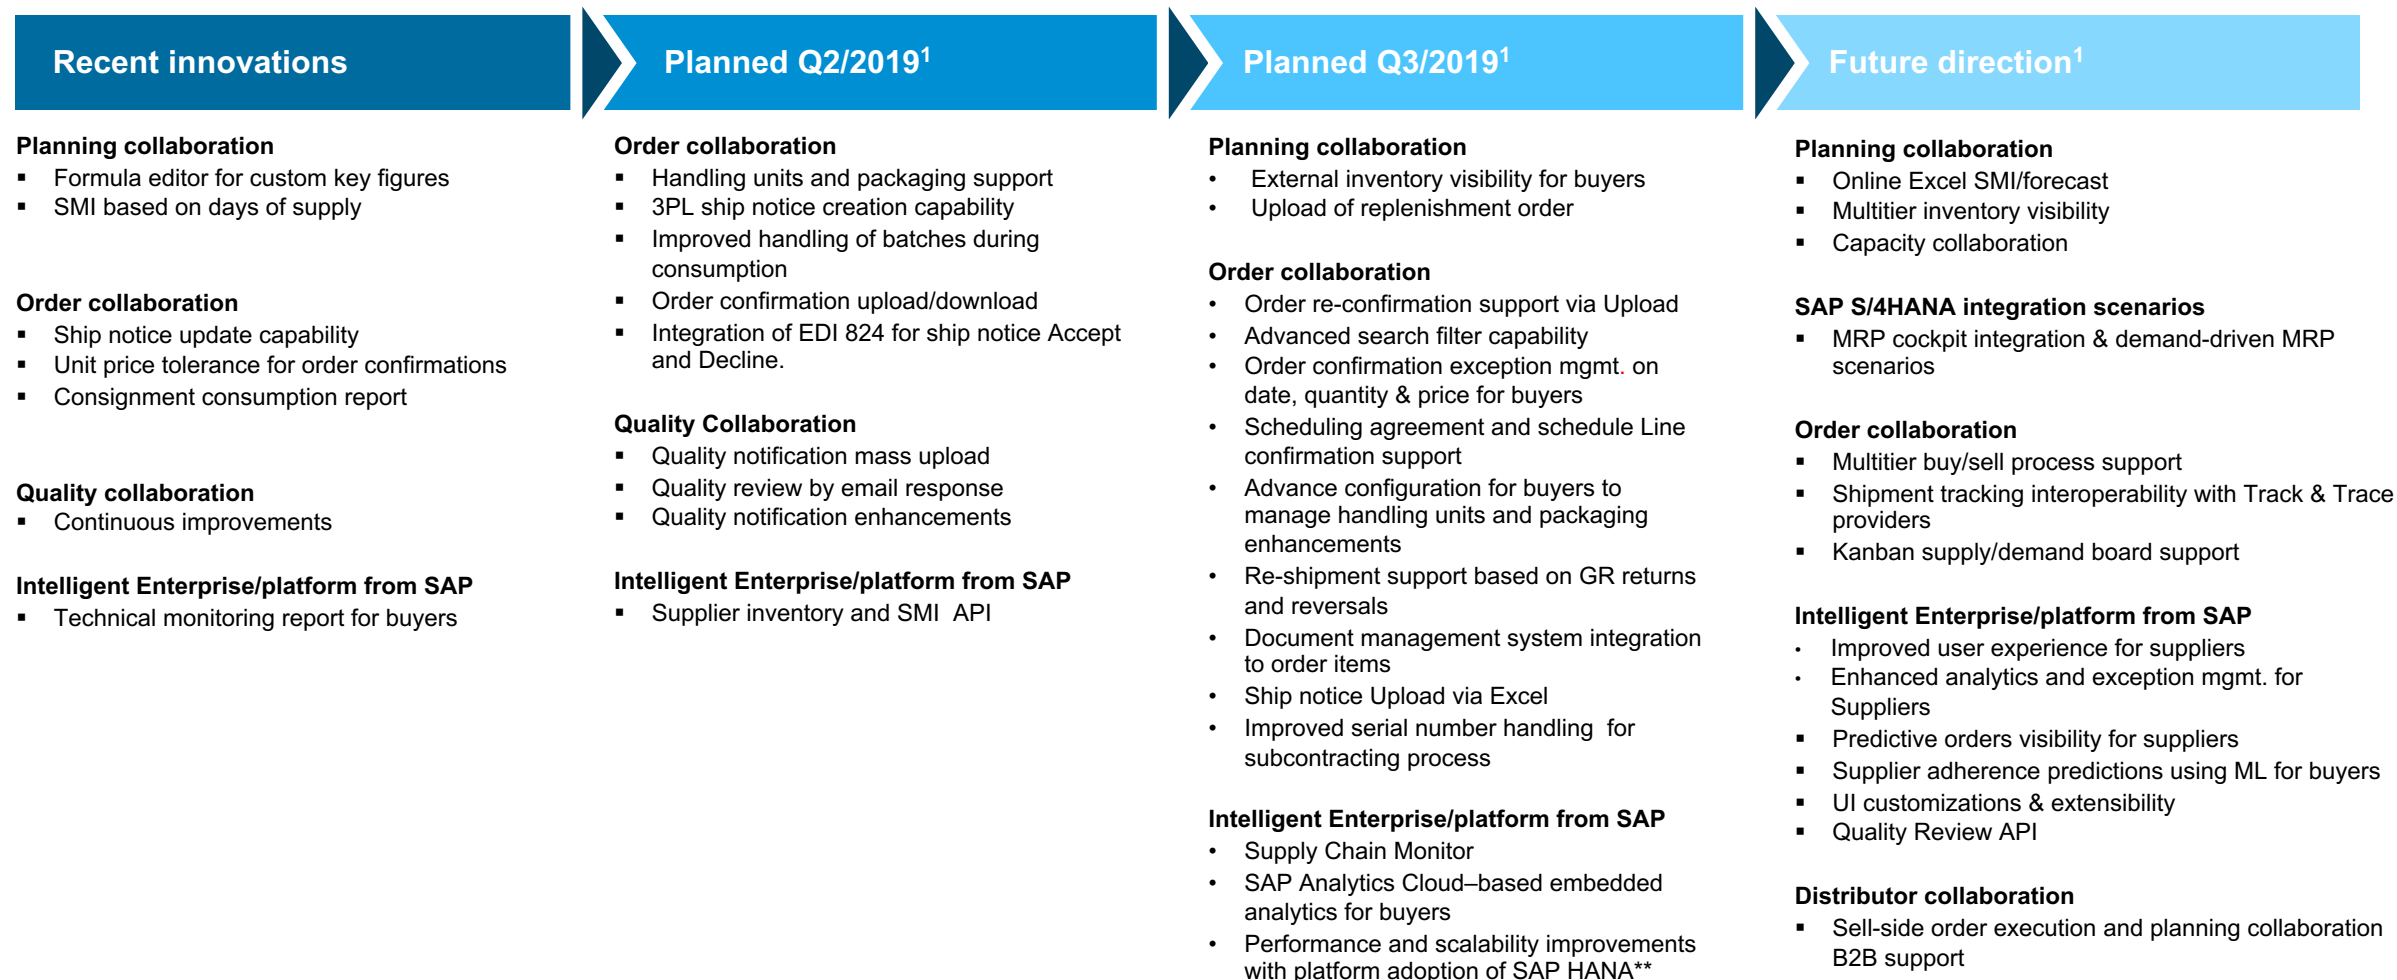 Recent innovations
Planned Q2/2019¹
Planned Q3/2019¹
Future direction¹
Planning collaboration
▪ Formula editor for custom key figures
▪ SMI based on days of supply
Order collaboration
▪ Ship notice update capability
▪ Unit price tolerance for order confirmations
▪ Consignment consumption report
Quality collaboration
▪ Continuous improvements
Intelligent Enterprise/platform from SAP
▪ Technical monitoring report for buyers
Order collaboration
▪ Handling units and packaging support
▪ 3PL ship notice creation capability
▪ Improved handling of batches during
consumption
▪ Order confirmation upload/download
▪ Integration of EDI 824 for ship notice Accept
and Decline.
Quality Collaboration
▪ Quality notification mass upload
▪ Quality review by email response
▪ Quality notification enhancements
Intelligent Enterprise/platform from SAP
▪ Supplier inventory and SMI  API
Planning collaboration
• External inventory visibility for buyers
• Upload of replenishment order
Order collaboration
• Order re-confirmation support via Upload
• Advanced search filter capability
• Order confirmation exception mgmt. on
date, quantity & price for buyers
• Scheduling agreement and schedule Line
confirmation support
• Advance configuration for buyers to
manage handling units and packaging
enhancements
• Re-shipment support based on GR returns
and reversals
• Document management system integration
to order items
• Ship notice Upload via Excel
• Improved serial number handling  for
subcontracting process
Intelligent Enterprise/platform from SAP
• Supply Chain Monitor
• SAP Analytics Cloud–based embedded
analytics for buyers
• Performance and scalability improvements
with platform adoption of SAP HANA**
Planning collaboration
▪ Online Excel SMI/forecast
▪ Multitier inventory visibility
▪ Capacity collaboration
SAP S/4HANA integration scenarios
▪ MRP cockpit integration & demand-driven MRP
scenarios
Order collaboration
▪ Multitier buy/sell process support
▪ Shipment tracking interoperability with Track & Trace
providers
▪ Kanban supply/demand board support
Intelligent Enterprise/platform from SAP
• Improved user experience for suppliers
• Enhanced analytics and exception mgmt. for
Suppliers
▪ Predictive orders visibility for suppliers
▪ Supplier adherence predictions using ML for buyers
▪ UI customizations & extensibility
▪ Quality Review API
Distributor collaboration
▪ Sell-side order execution and planning collaboration
B2B support